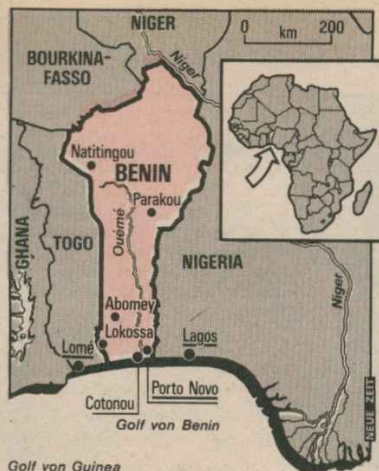 NIGER
0 km 200
BOURKINA-
FASSO
Niger
Natitingou
BENIN
Parakou
Ouémé
GHANA
TOGO
NIGERIA
Niger
Abomey
Lokossa
Lomé
Lagos
Cotonou
Porto Novo
Golf von Benin
Golf von Guinea
NEUE ZEIT